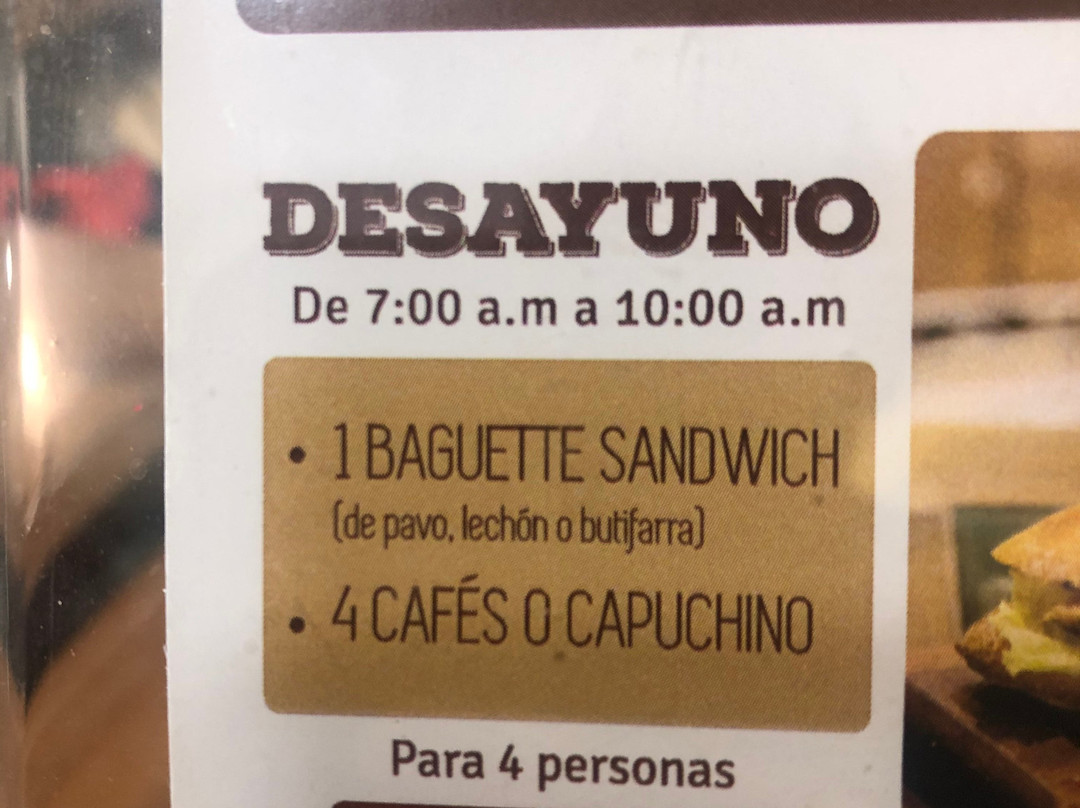 DESAYUNO
De 7:00 a.m a 10:00 a.m
• 1 BAGUETTE SANDWICH
(de pavo, lechón o butifarra)
• 4 CAFÉS O CAPUCHINO
Para 4 personas